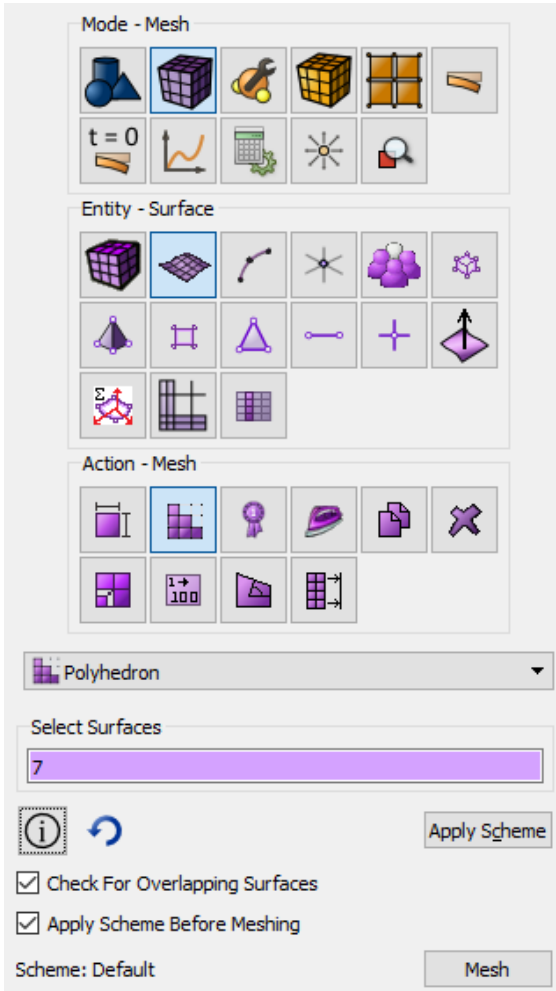 Mode - Mesh
t = 0
Entity - Surface
Σ
Action - Mesh
1
1→
100
Polyhedron
Select Surfaces
7
i
Apply Scheme
Check For Overlapping Surfaces
Apply Scheme Before Meshing
Scheme: Default
Mesh